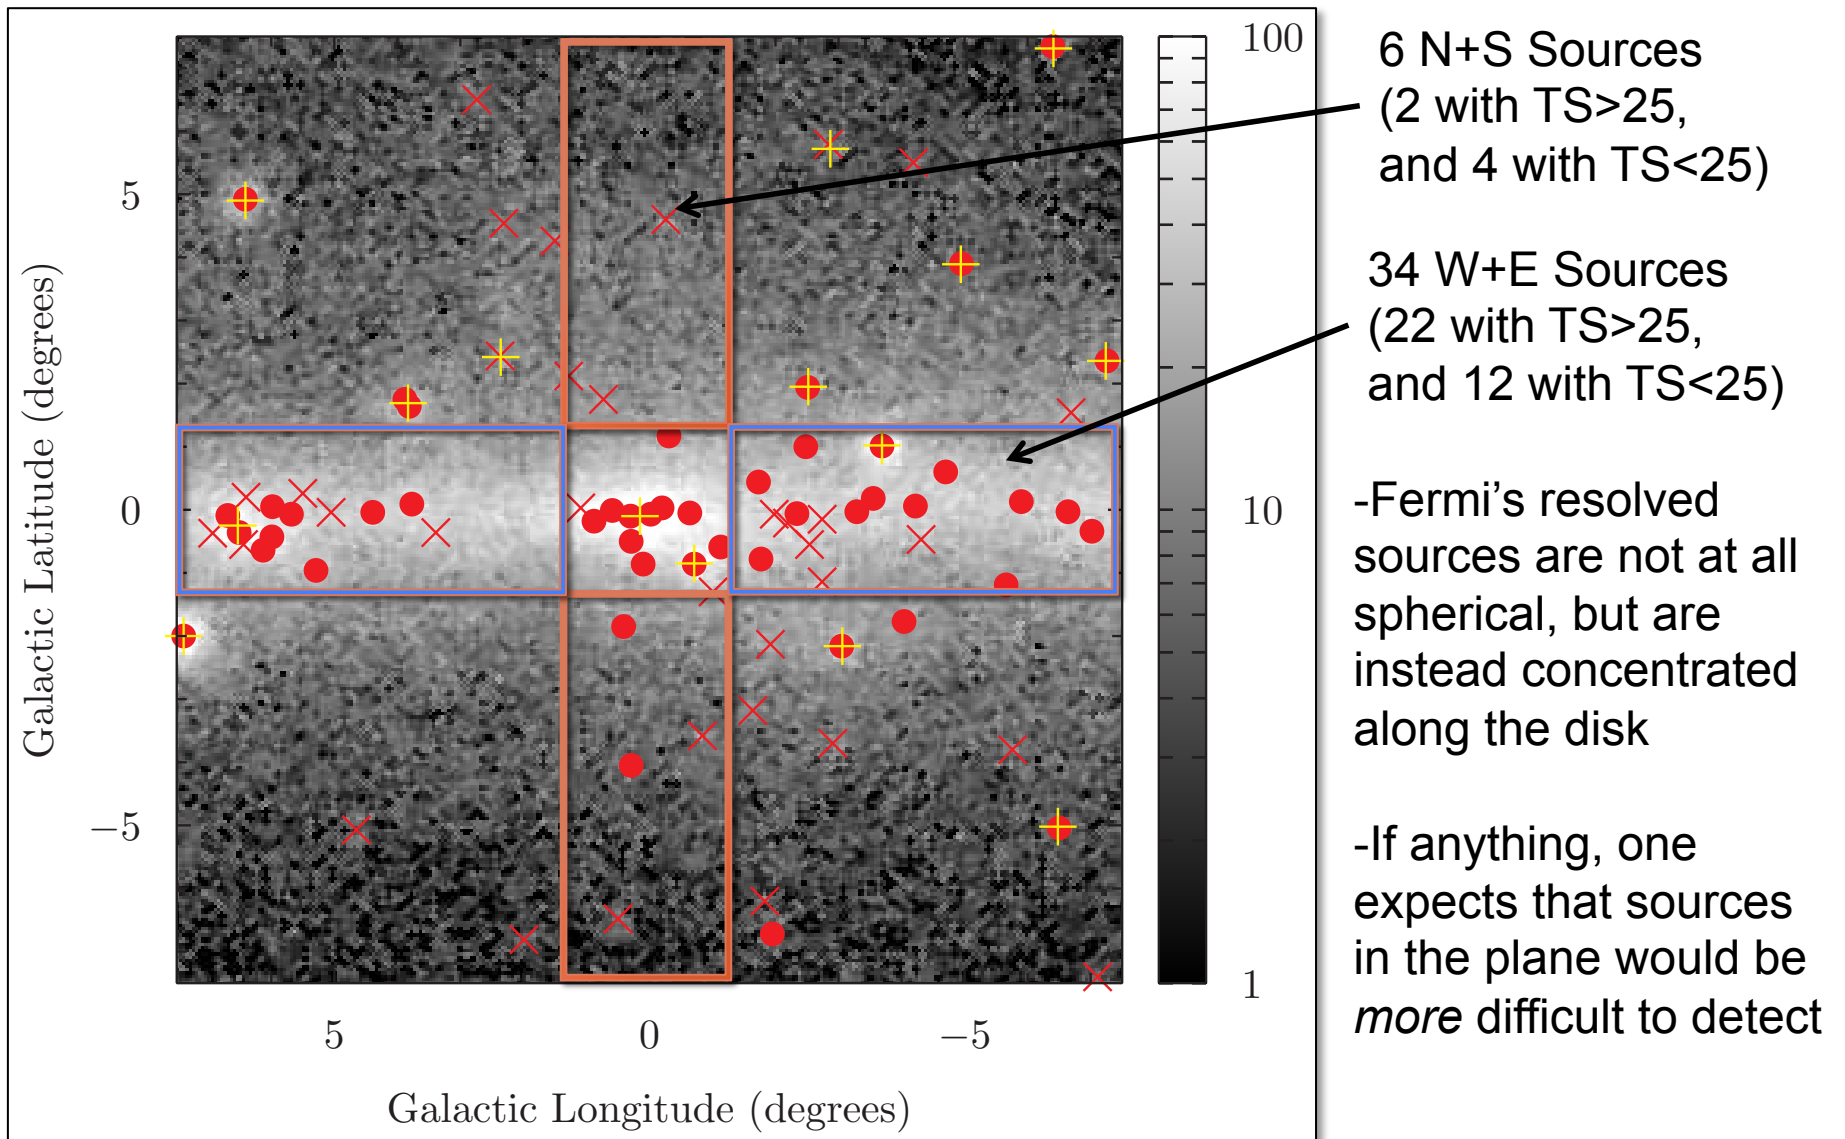 100
10
1
5
0
−5
5
0
−5
Galactic Latitude (degrees)
Galactic Longitude (degrees)
6 N+S Sources
(2 with TS>25,
and 4 with TS<25)
34 W+E Sources
(22 with TS>25,
and 12 with TS<25)
-Fermi’s resolved
sources are not at all
spherical, but are
instead concentrated
along the disk
-If anything, one
expects that sources
in the plane would be
more difficult to detect